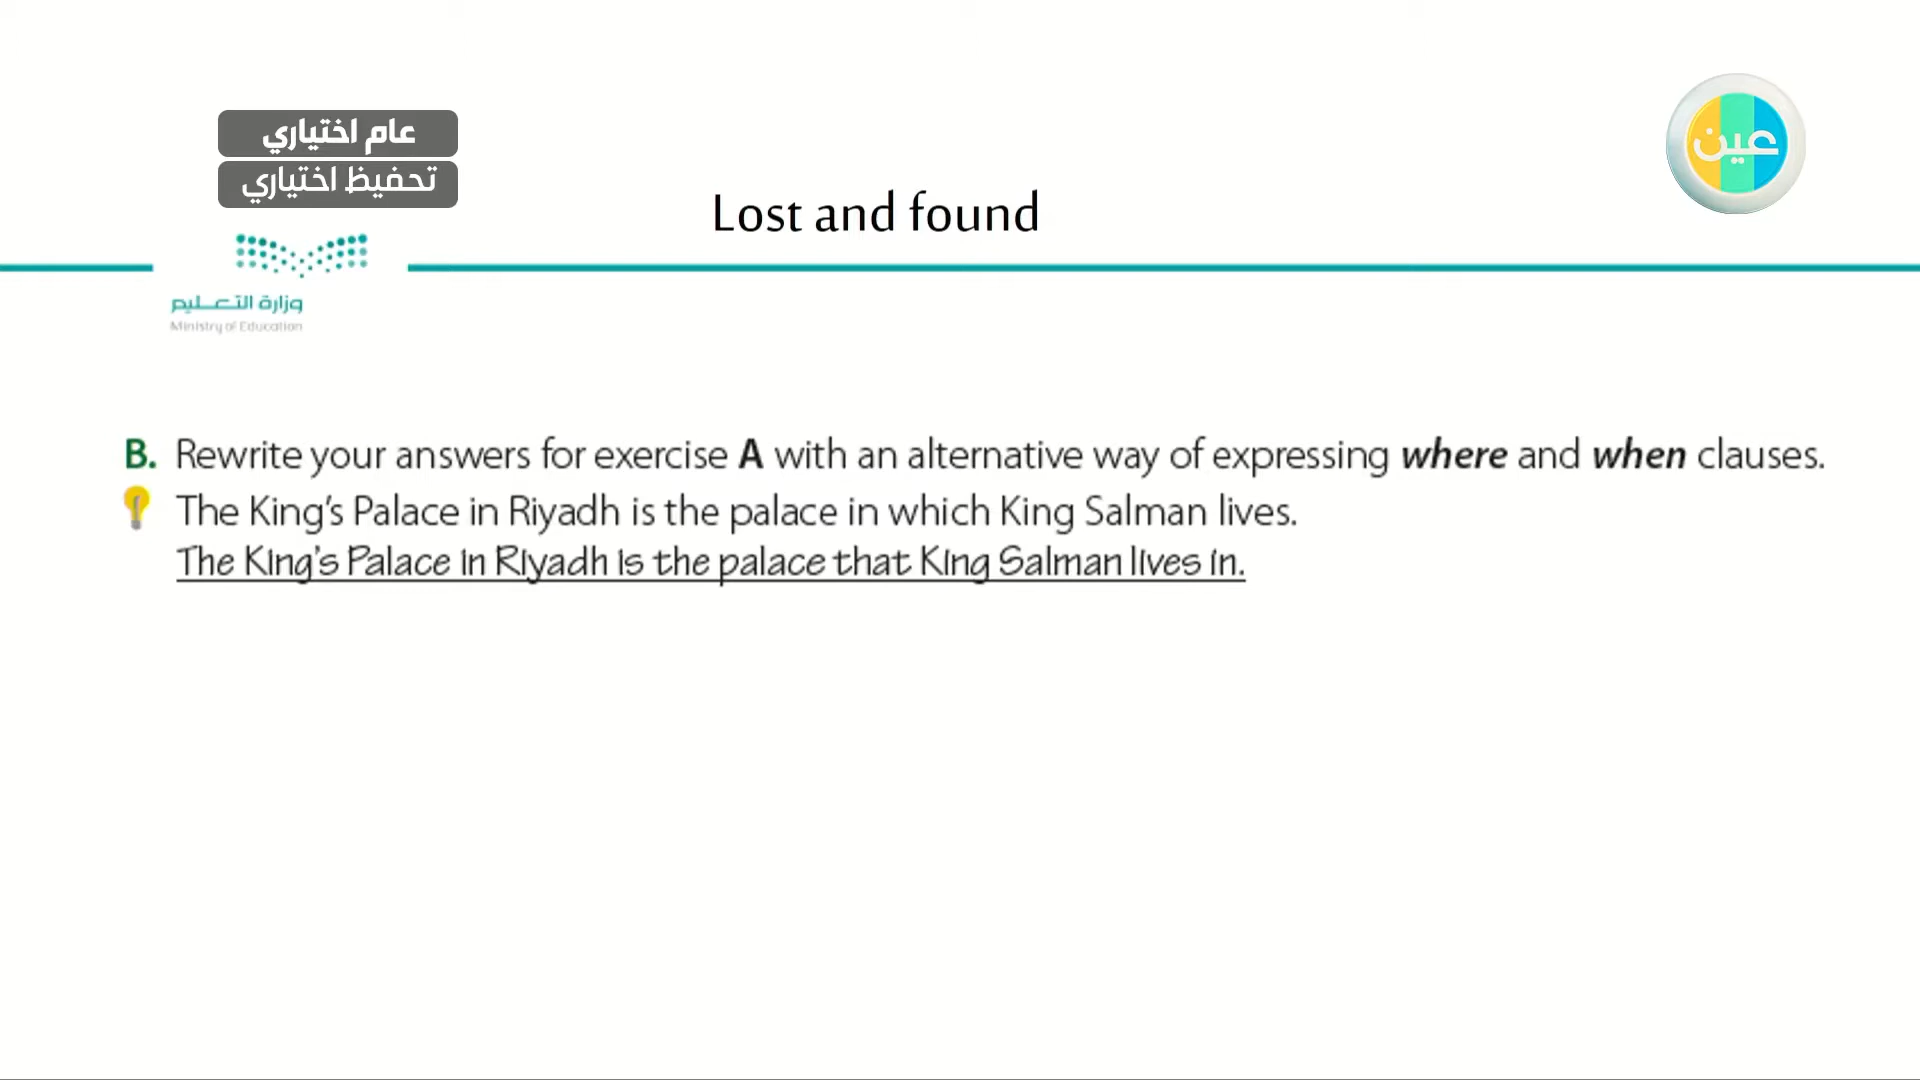 عام اختياري
تحفيظ اختياري
عين
Lost and found
وزارة التعليم
Ministry of Education
B. Rewrite your answers for exercise A with an alternative way of expressing where and when clauses.
The King's Palace in Riyadh is the palace in which King Salman lives.
The King's Palace in Riyadh is the palace that King Salman lives in.